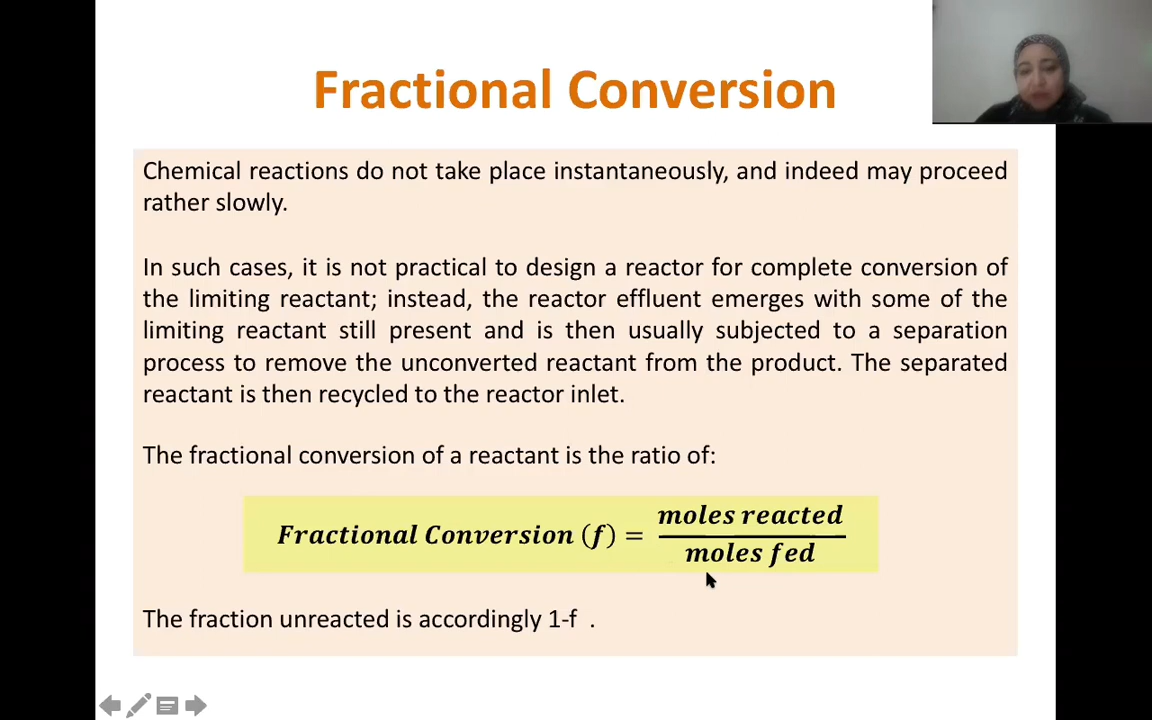 Fractional Conversion
Chemical reactions do not take place instantaneously, and indeed may proceed
rather slowly.
In such cases, it is not practical to design a reactor for complete conversion of
the limiting reactant; instead, the reactor effluent emerges with some of the
limiting reactant still present and is then usually subjected to a separation
process to remove the unconverted reactant from the product. The separated
reactant is then recycled to the reactor inlet.
The fractional conversion of a reactant is the ratio of:
Fractional Conversion (f) = moles reacted / moles fed
The fraction unreacted is accordingly 1-f .